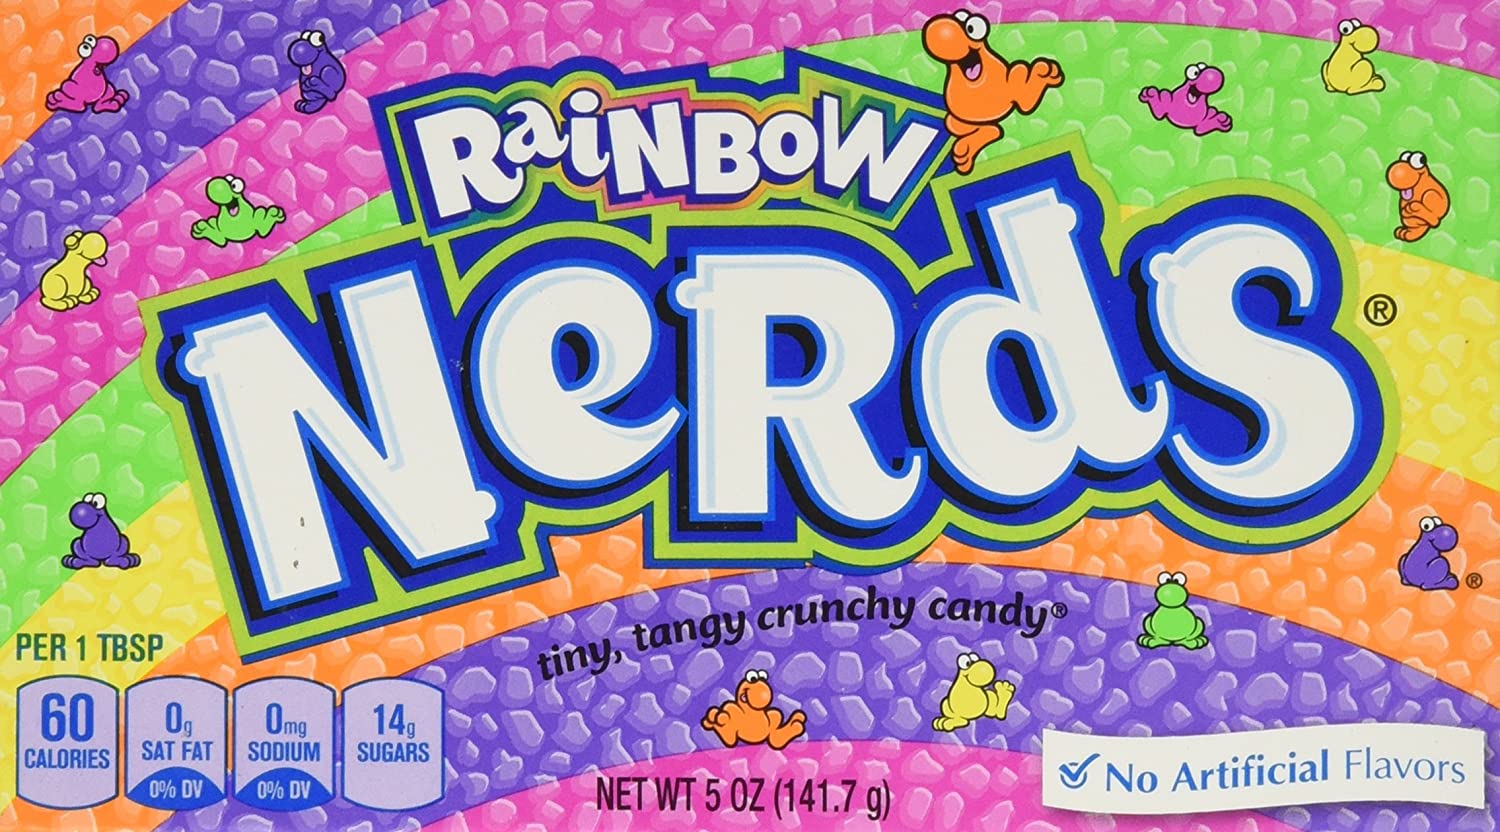 RaiNBoW
NeRdS®
tiny, tangy crunchy candy®
®
PER 1 TBSP
60
CALORIES
0g
SAT FAT
0% DV
0mg
SODIUM
0% DV
14g
SUGARS
NET WT 5 OZ (141.7 g)
No Artificial Flavors